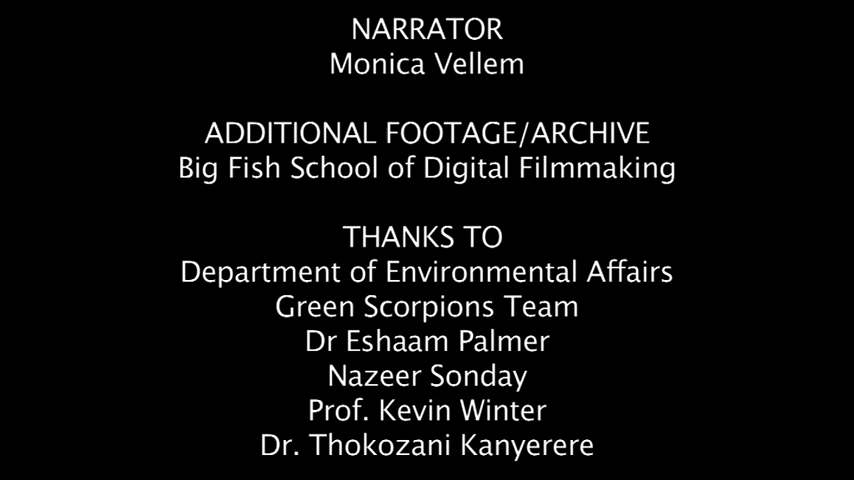 NARRATOR
Monica Vellem
ADDITIONAL FOOTAGE/ARCHIVE
Big Fish School of Digital Filmmaking
THANKS TO
Department of Environmental Affairs
Green Scorpions Team
Dr Eshaam Palmer
Nazeer Sonday
Prof. Kevin Winter
Dr. Thokozani Kanyerere